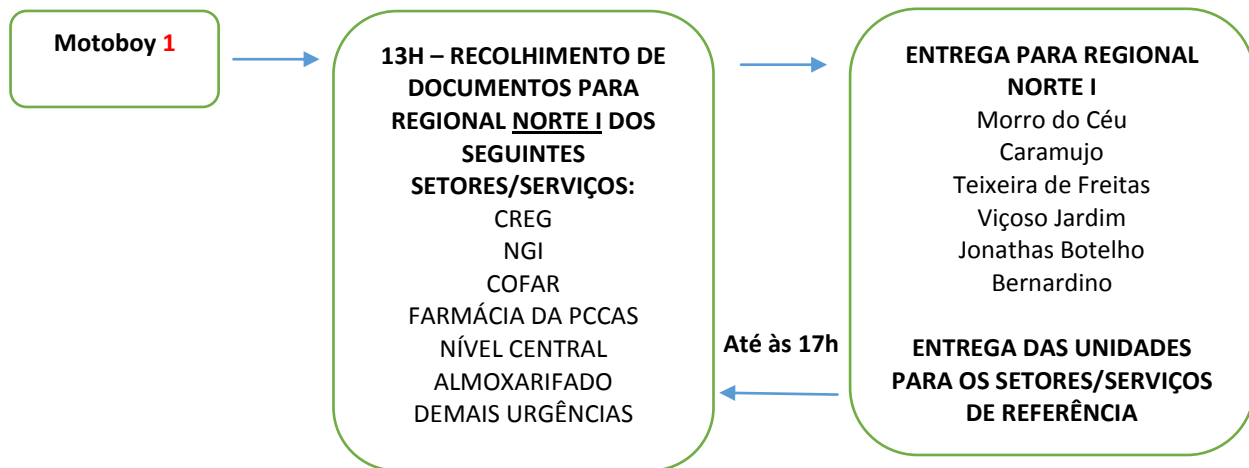 Motoboy 1
13H – RECOLHIMENTO DE
DOCUMENTOS PARA
REGIONAL NORTE I DOS
SEGUINTES
SETORES/SERVIÇOS:
CREG
NGI
COFAR
FARMÁCIA DA PCCAS
NÍVEL CENTRAL
ALMOXARIFADO
DEMAIS URGÊNCIAS
Até às 17h
ENTREGA PARA REGIONAL
NORTE I
Morro do Céu
Caramujo
Teixeira de Freitas
Viçoso Jardim
Jonathas Botelho
Bernardino
ENTREGA DAS UNIDADES
PARA OS SETORES/SERVIÇOS
DE REFERÊNCIA